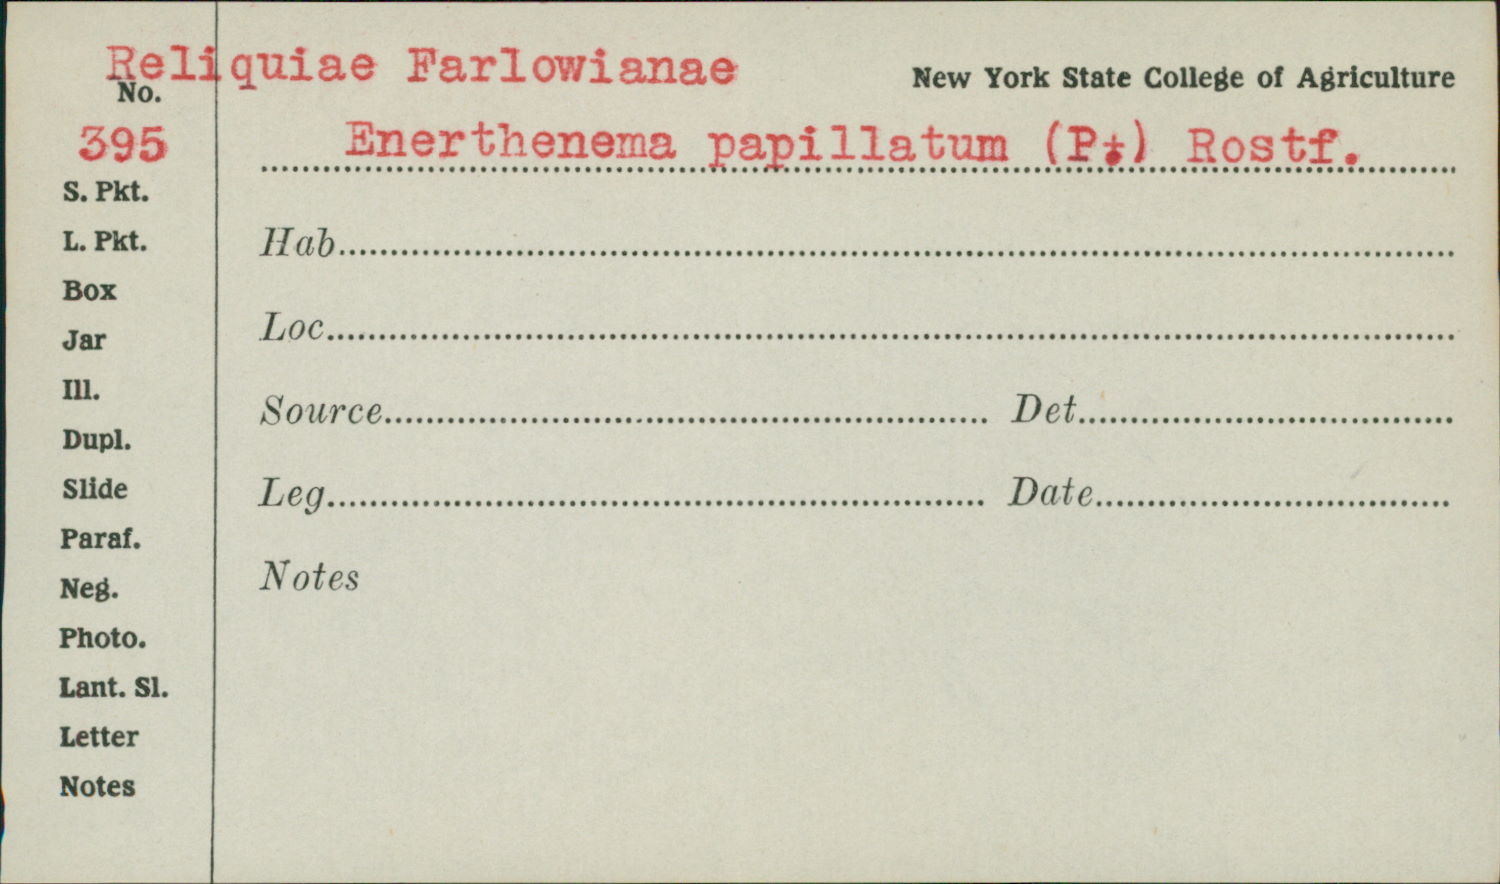 Reliquiae Farlowianae
New York State College of Agriculture
No.
395
Enerthenema papillatum (P.) Rostf.
S. Pkt.
L. Pkt.
Box
Jar
Ill.
Dupl.
Slide
Paraf.
Neg.
Photo.
Lant. Sl.
Letter
Notes
Hab
Loc
Source Det
Leg Date
Notes